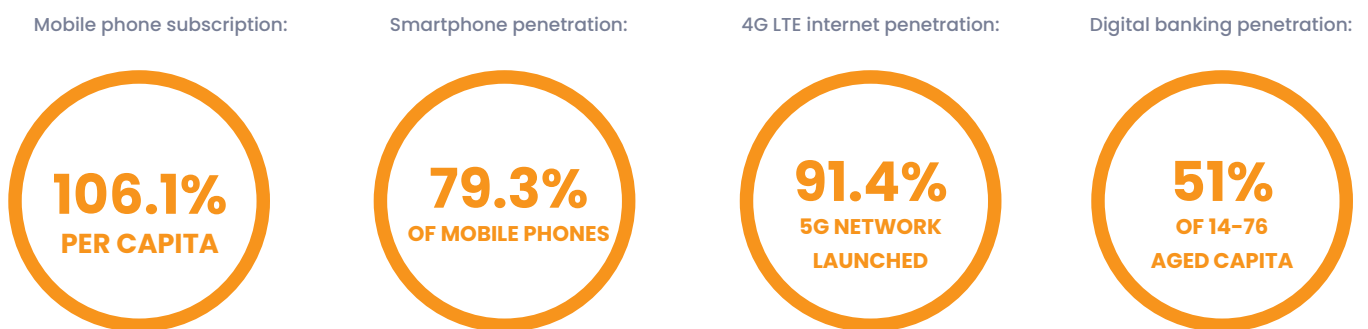 Mobile phone subscription:
106.1%
PER CAPITA
Smartphone penetration:
79.3%
OF MOBILE PHONES
4G LTE internet penetration:
91.4%
5G NETWORK
LAUNCHED
Digital banking penetration:
51%
OF 14-76
AGED CAPITA